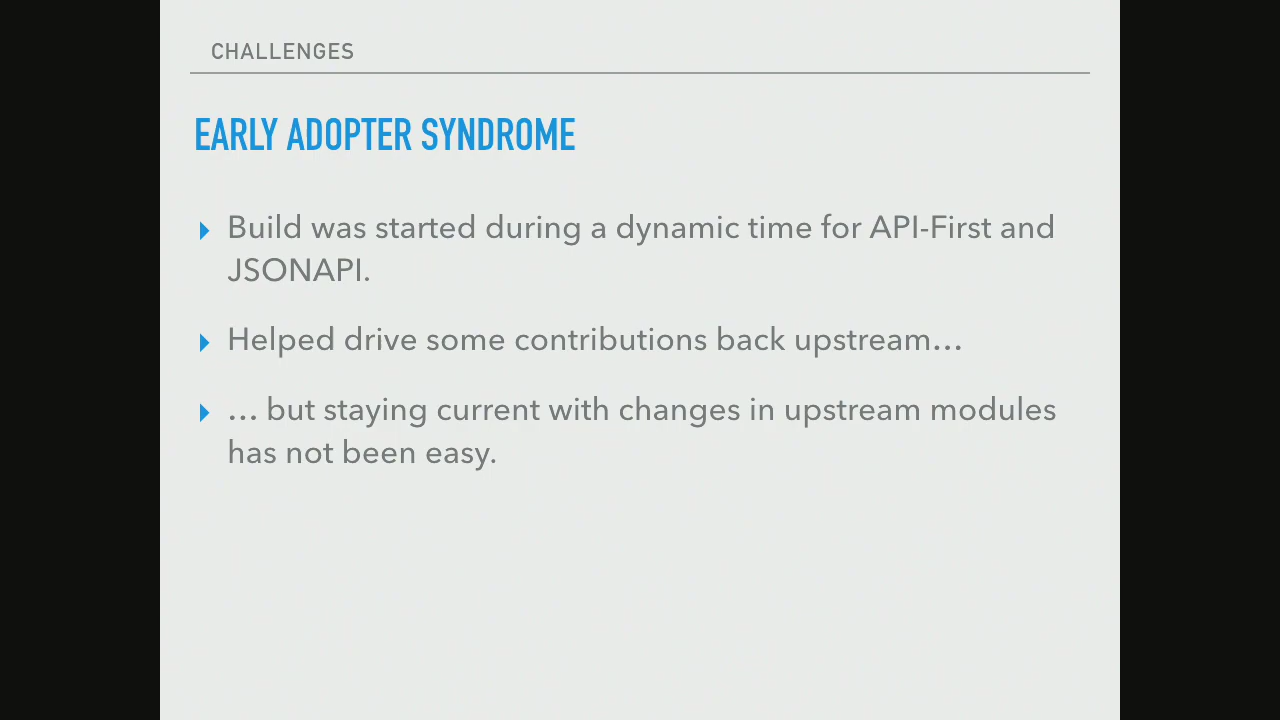 CHALLENGES
EARLY ADOPTER SYNDROME
Build was started during a dynamic time for API-First and
JSONAPI.
Helped drive some contributions back upstream…
… but staying current with changes in upstream modules
has not been easy.